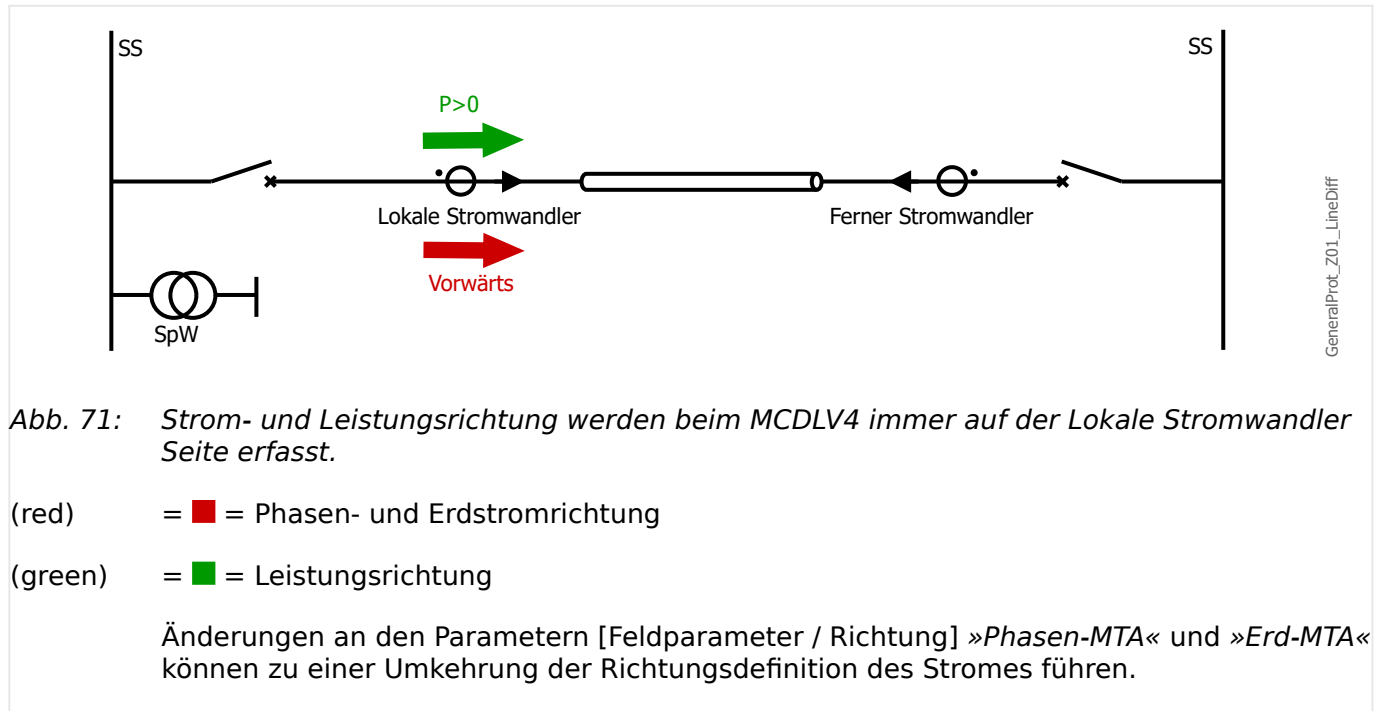 SS
SS
P>0
Lokale Stromwandler
Ferner Stromwandler
Vorwärts
SpW
GeneralProt_Z01_LineDiff
Abb. 71: Strom- und Leistungsrichtung werden beim MCDLV4 immer auf der Lokale Stromwandler
Seite erfasst.
(red) = = Phasen- und Erdstromrichtung
(green) = = Leistungsrichtung
Änderungen an den Parametern [Feldparameter / Richtung] »Phasen-MTA« und »Erd-MTA«
können zu einer Umkehrung der Richtungsdefinition des Stromes führen.